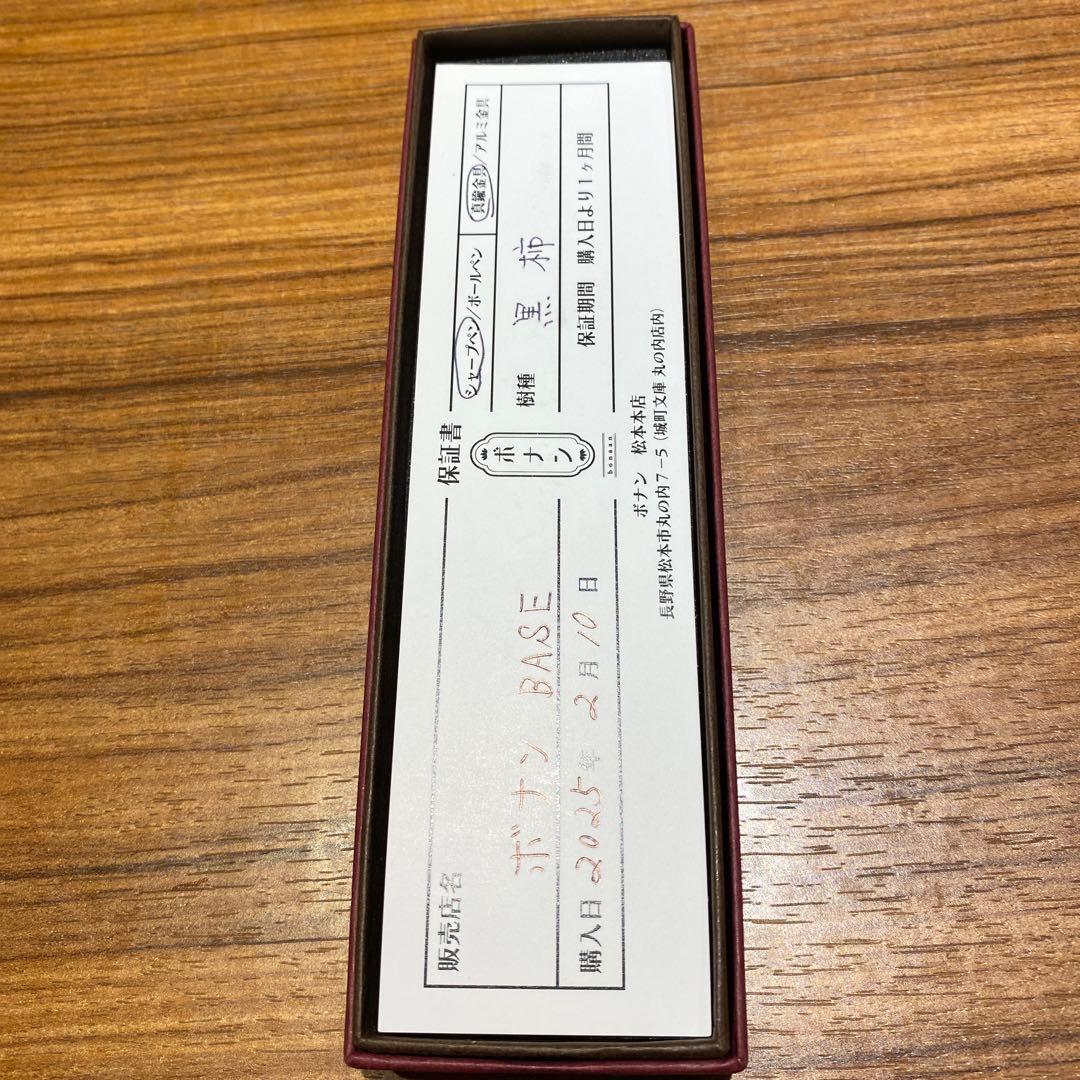 保証書
販売店名
ボナン BASE
購入日 2025年 2月 10日
ボナン
bonaan
シャープペン/ボールペン
真鍮金具/アルミ金具
樹種 黒柿
保証期間 購入日より1ヶ月間
ボナン 松本本店
長野県松本市丸の内7-5(城町文庫 丸の内店内)